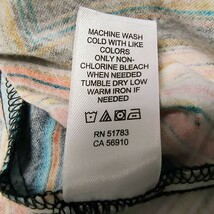 MACHINE WASH
COLD WITH LIKE
COLORS
ONLY NON-
CHLORINE BLEACH
WHEN NEEDED
TUMBLE DRY LOW
WARM IRON IF
NEEDED
RN 51783
CA 56910